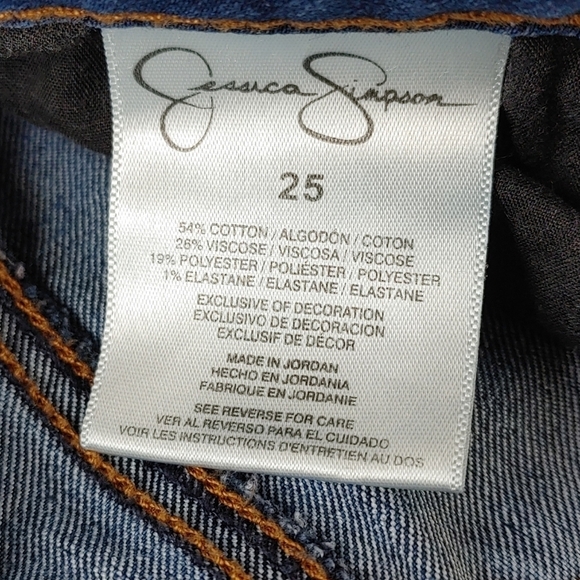 Jessica Simpson
25
54% COTTON / ALGODÓN / COTON
26% VISCOSE / VISCOSA / VISCOSE
19% POLYESTER / POLIÉSTER / POLYESTER
1% ELASTANE / ELASTANE / ELASTANE
EXCLUSIVE OF DECORATION
EXCLUSIVO DE DECORACION
EXCLUSIF DE DÉCOR
MADE IN JORDAN
HECHO EN JORDANIA
FABRIQUE EN JORDANIE
SEE REVERSE FOR CARE
VER AL REVERSO PARA EL CUIDADO
VOIR LES INSTRUCTIONS D'ENTRETIEN AU DOS